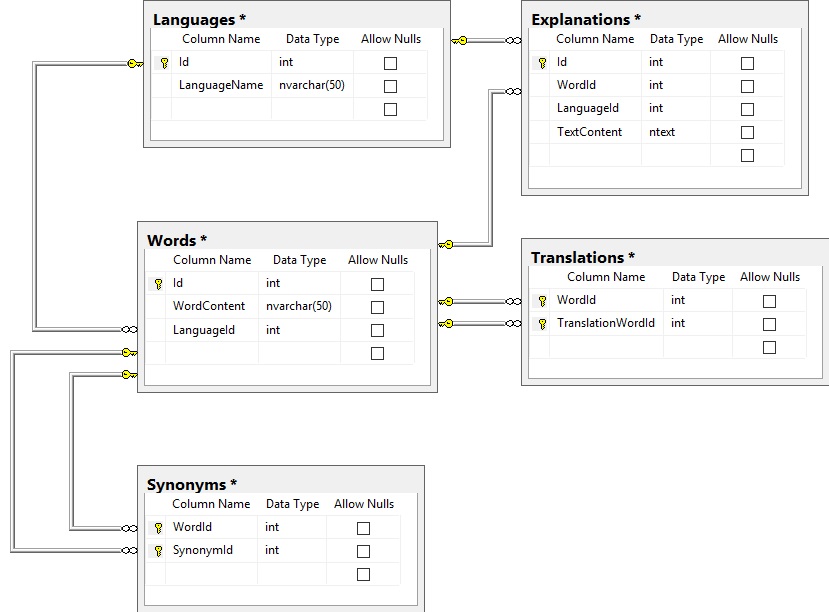 Languages *
Column Name Data Type Allow Nulls
Id int
LanguageName nvarchar(50)
Explanations *
Column Name Data Type Allow Nulls
Id int
WordId int
LanguageId int
TextContent ntext
Words *
Column Name Data Type Allow Nulls
Id int
WordContent nvarchar(50)
LanguageId int
Translations *
Column Name Data Type Allow Nulls
WordId int
TranslationWordId int
Synonyms *
Column Name Data Type Allow Nulls
WordId int
SynonymId int